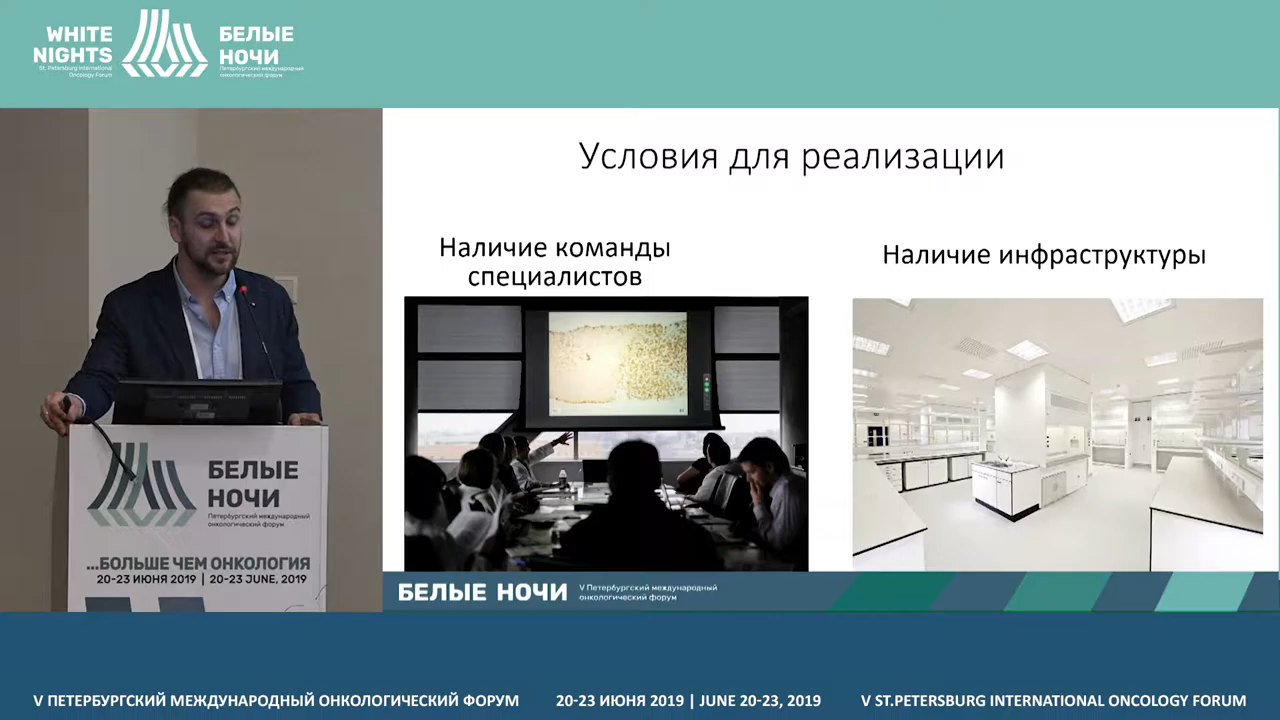 WHITE
NIGHTS
St. Petersburg International
Oncology Forum
БЕЛЫЕ
НОЧИ
Петербургский международный
онкологический форум
Условия для реализации
Наличие команды
специалистов
Наличие инфраструктуры
БЕЛЫЕ
НОЧИ
Петербургский международный
онкологический форум
...БОЛЬШЕ ЧЕМ ОНКОЛОГИЯ
20-23 ИЮНЯ 2019 | 20-23 JUNE, 2019
БЕЛЫЕ НОЧИ
V Петербургский международный
онкологический форум
V ПЕТЕРБУРГСКИЙ МЕЖДУНАРОДНЫЙ ОНКОЛОГИЧЕСКИЙ ФОРУМ
20-23 ИЮНЯ 2019 | JUNE 20-23, 2019
V ST.PETERSBURG INTERNATIONAL ONCOLOGY FORUM